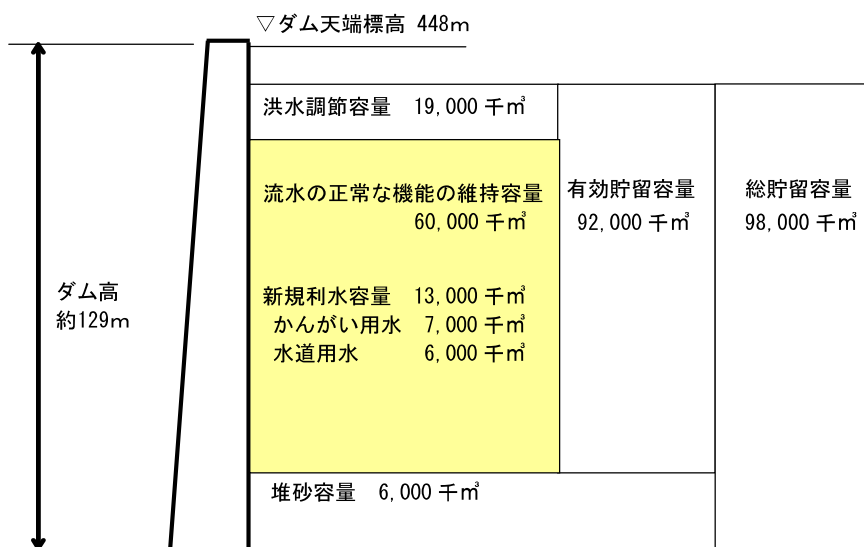 ▽ダム天端標高 448m
洪水調節容量 19,000 千㎥
流水の正常な機能の維持容量
60,000 千㎥
有効貯留容量
92,000 千㎥
総貯留容量
98,000 千㎥
ダム高
約129m
新規利水容量 13,000 千㎥
かんがい用水 7,000 千㎥
水道用水 6,000 千㎥
堆砂容量 6,000 千㎥